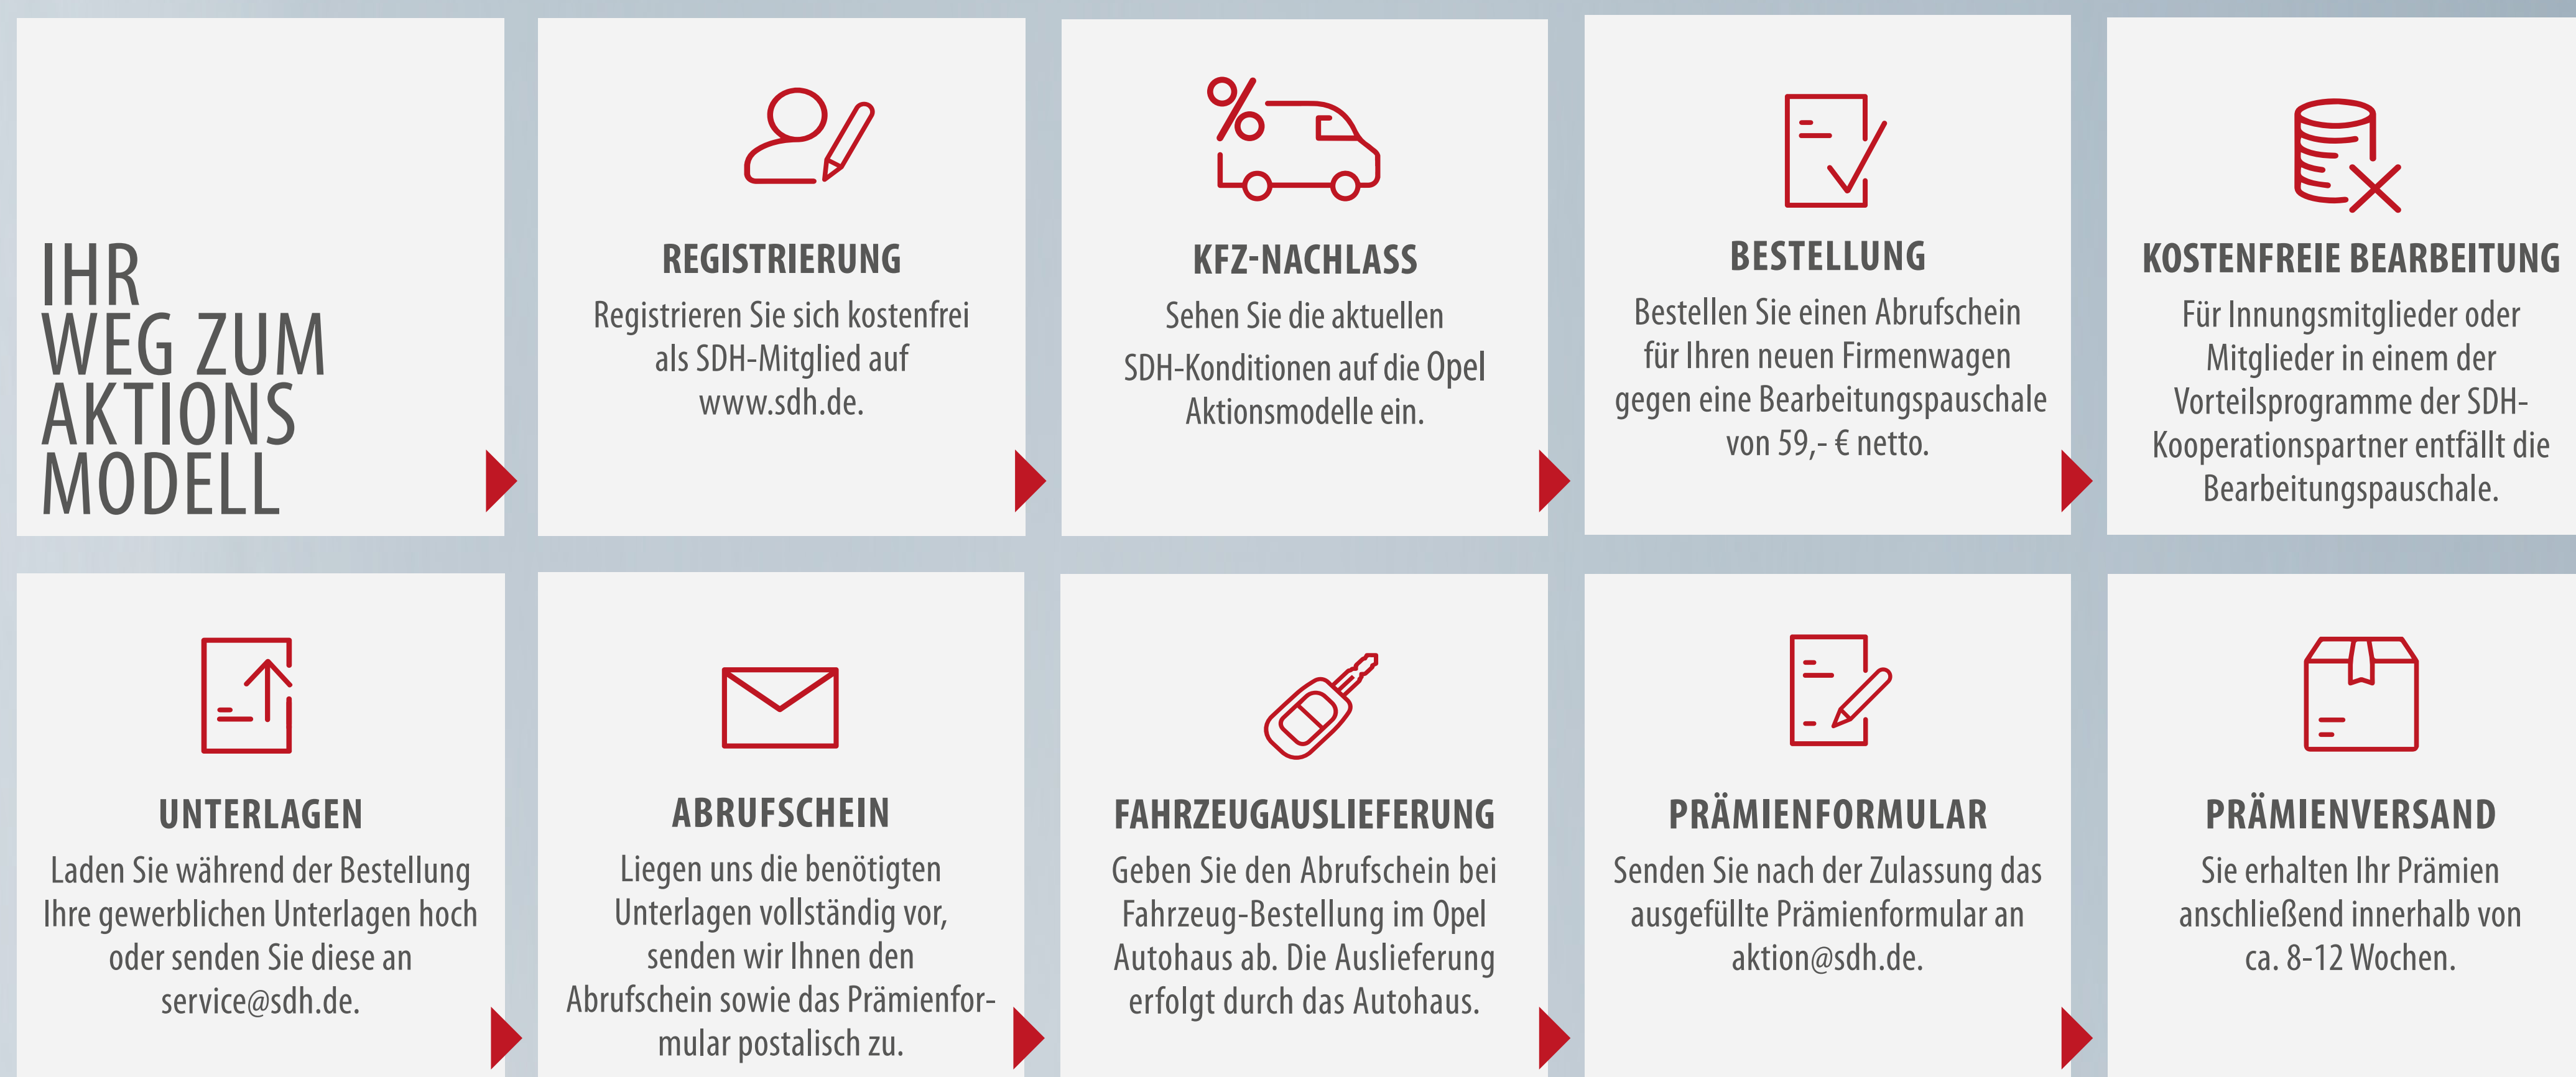 IHR
WEG ZUM
AKTIONS
MODELL
REGISTRIERUNG
Registrieren Sie sich kostenfrei
als SDH-Mitglied auf
www.sdh.de.
%
KFZ-NACHLASS
Sehen Sie die aktuellen
SDH-Konditionen auf die Opel
Aktionsmodelle ein.
BESTELLUNG
Bestellen Sie einen Abrufschein
für Ihren neuen Firmenwagen
gegen eine Bearbeitungspauschale
von 59,- € netto.
KOSTENFREIE BEARBEITUNG
Für Innungsmitglieder oder
Mitglieder in einem der
Vorteilsprogramme der SDH-
Kooperationspartner entfällt die
Bearbeitungspauschale.
UNTERLAGEN
Laden Sie während der Bestellung
Ihre gewerblichen Unterlagen hoch
oder senden Sie diese an
service@sdh.de.
ABRUFSCHEIN
Liegen uns die benötigten
Unterlagen vollständig vor,
senden wir Ihnen den
Abrufschein sowie das Prämienfor-
mular postalisch zu.
FAHRZEUGAUSLIEFERUNG
Geben Sie den Abrufschein bei
Fahrzeug-Bestellung im Opel
Autohaus ab. Die Auslieferung
erfolgt durch das Autohaus.
PRÄMIENFORMULAR
Senden Sie nach der Zulassung das
ausgefüllte Prämienformular an
aktion@sdh.de.
PRÄMIENVERSAND
Sie erhalten Ihr Prämien
anschließend innerhalb von
ca. 8-12 Wochen.